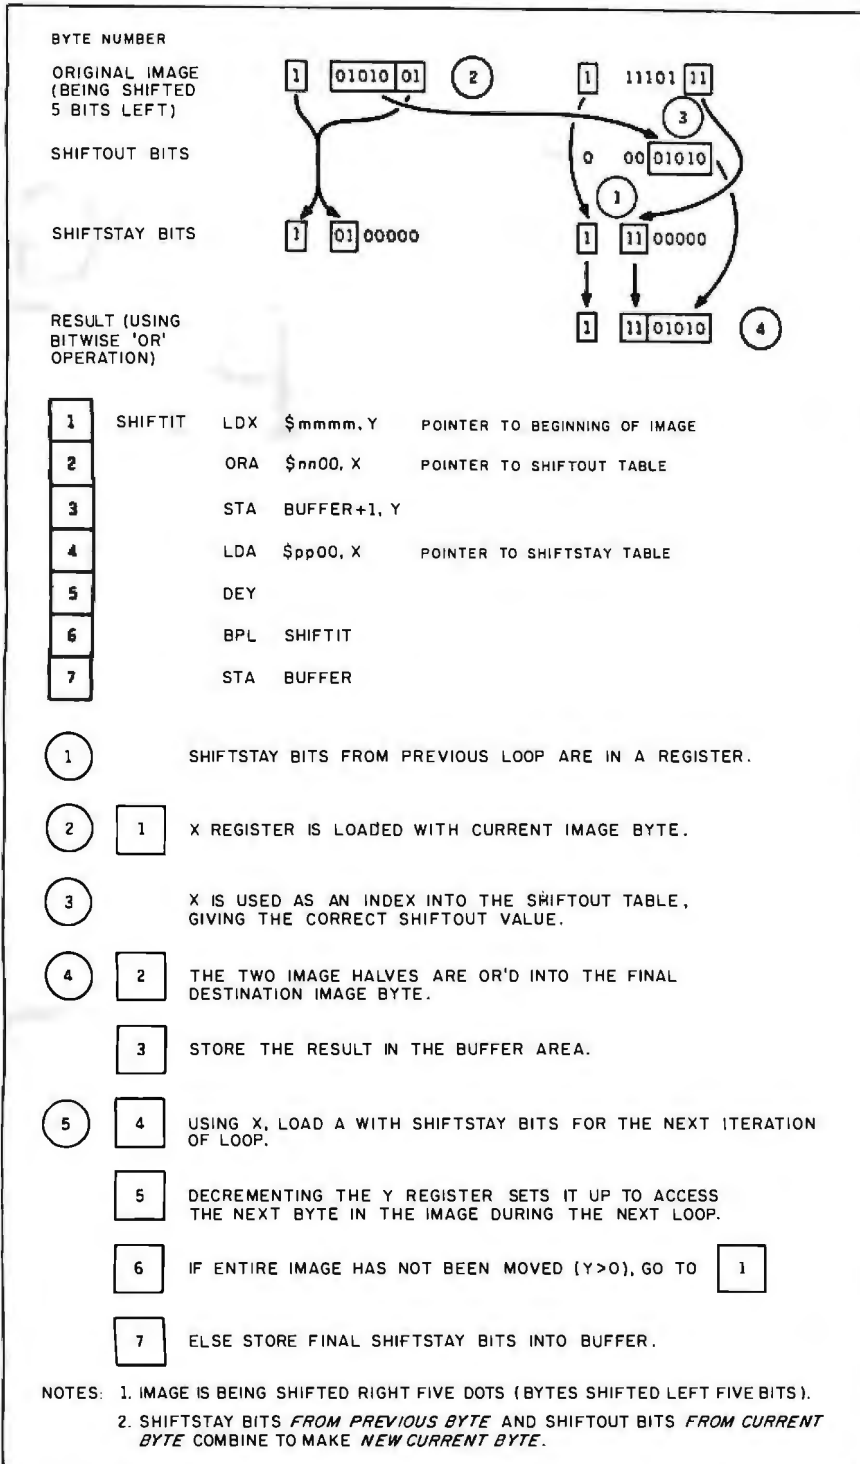 BYTE NUMBER
ORIGINAL IMAGE
(BEING SHIFTED
5 BITS LEFT)
1 01010 01 2 1 11101 11
3
SHIFTOUT BITS
0 00 01010
1
SHIFTSTAY BITS
1 01 00000 1 11 00000
RESULT (USING
BITWISE 'OR'
OPERATION)
1 11 01010 4
1 SHIFTIT LDX $mmmm, Y POINTER TO BEGINNING OF IMAGE
2 ORA $nn00, X POINTER TO SHIFTOUT TABLE
3 STA BUFFER+1, Y
4 LDA $pp00, X POINTER TO SHIFTSTAY TABLE
5 DEY
6 BPL SHIFTIT
7 STA BUFFER
1 SHIFTSTAY BITS FROM PREVIOUS LOOP ARE IN A REGISTER.
2 1 X REGISTER IS LOADED WITH CURRENT IMAGE BYTE.
3 X IS USED AS AN INDEX INTO THE SHIFTOUT TABLE,
GIVING THE CORRECT SHIFTOUT VALUE.
4 2 THE TWO IMAGE HALVES ARE OR'D INTO THE FINAL
DESTINATION IMAGE BYTE.
3 STORE THE RESULT IN THE BUFFER AREA.
5 4 USING X, LOAD A WITH SHIFTSTAY BITS FOR THE NEXT ITERATION
OF LOOP.
5 DECREMENTING THE Y REGISTER SETS IT UP TO ACCESS
THE NEXT BYTE IN THE IMAGE DURING THE NEXT LOOP.
6 IF ENTIRE IMAGE HAS NOT BEEN MOVED (Y>0), GO TO 1
7 ELSE STORE FINAL SHIFTSTAY BITS INTO BUFFER.
NOTES: 1. IMAGE IS BEING SHIFTED RIGHT FIVE DOTS (BYTES SHIFTED LEFT FIVE BITS).
2. SHIFTSTAY BITS FROM PREVIOUS BYTE AND SHIFTOUT BITS FROM CURRENT
BYTE COMBINE TO MAKE NEW CURRENT BYTE.